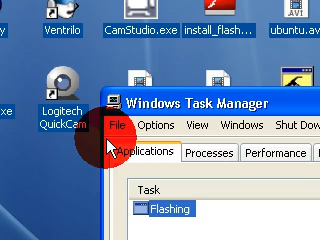 Ventrilo
CamStudio.exe
install_flash...
ubuntu.av
AVI
xe
Logitech
QuickCam
Windows Task Manager
File Options View Windows Shut Dow
Applications Processes Performance
Task
Flashing